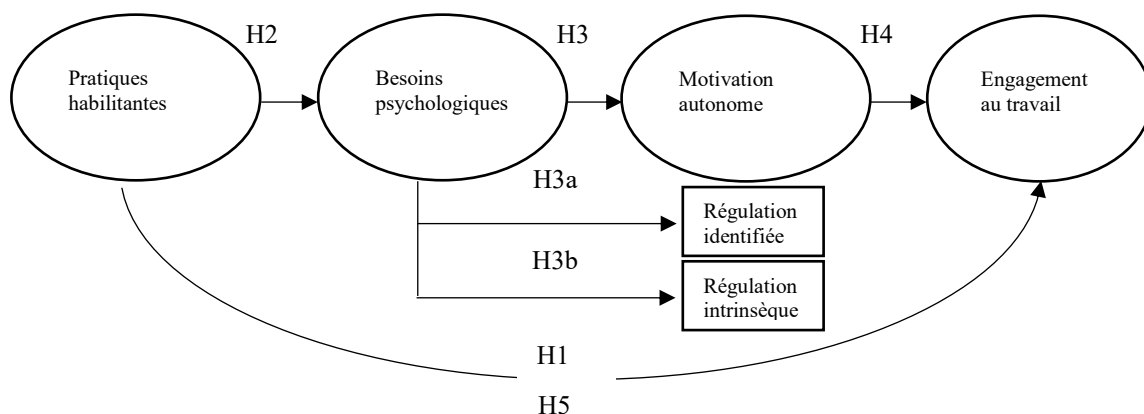 H2
H3
H4
Pratiques
habilitantes
Besoins
psychologiques
Motivation
autonome
Engagement
au travail
H3a
Régulation
identifiée
H3b
Régulation
intrinsèque
H1
H5